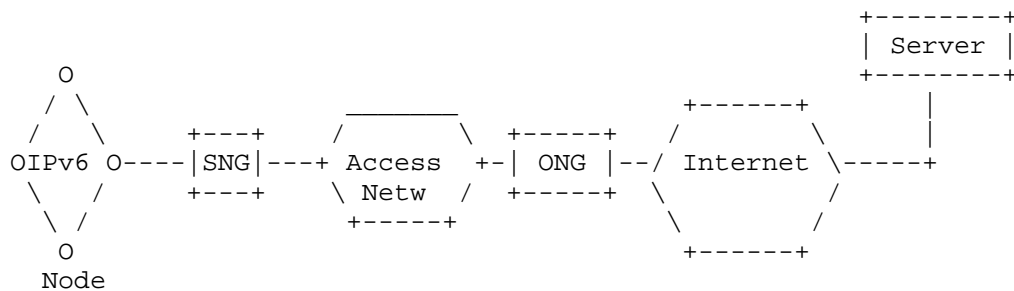 Server
OIPv6 O----|SNG|---+ Access +-| ONG |--/ Internet
Netw
O
O
Node